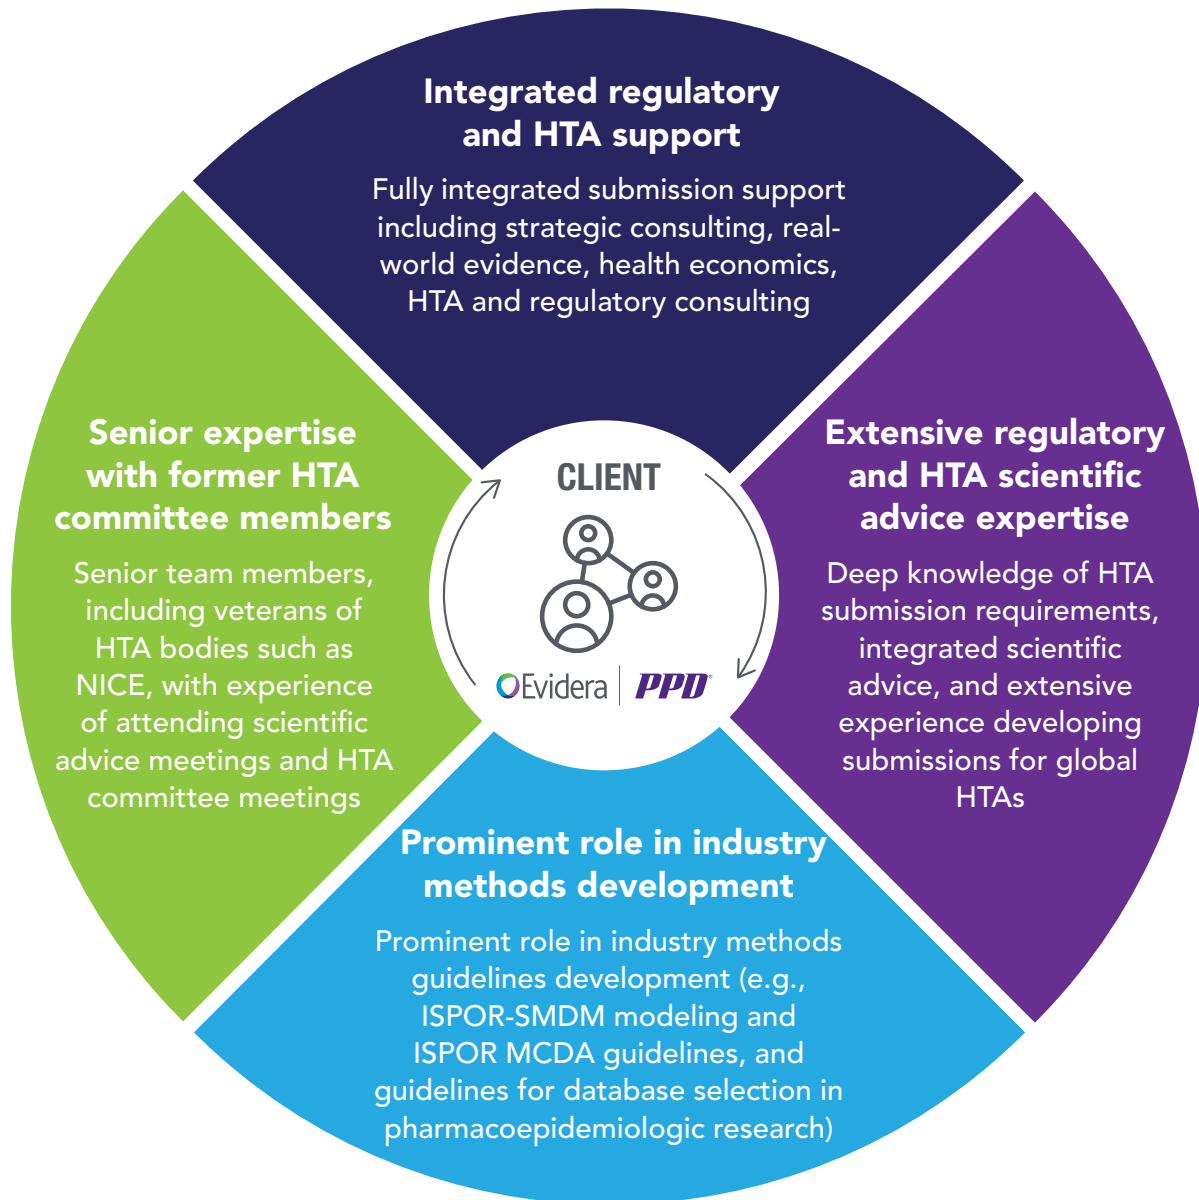 Integrated regulatory
and HTA support
Fully integrated submission support
including strategic consulting, real-
world evidence, health economics,
HTA and regulatory consulting
Extensive regulatory
and HTA scientific
advice expertise
Deep knowledge of HTA
submission requirements,
integrated scientific
advice, and extensive
experience developing
submissions for global
HTAs
Prominent role in industry
methods development
Prominent role in industry methods
guidelines development (e.g.,
ISPOR-SMDM modeling and
ISPOR MCDA guidelines, and
guidelines for database selection in
pharmacoepidemiologic research)
Senior expertise
with former HTA
committee members
Senior team members,
including veterans of
HTA bodies such as
NICE, with experience
of attending scientific
advice meetings and HTA
committee meetings
CLIENT
Evidera | PPD®